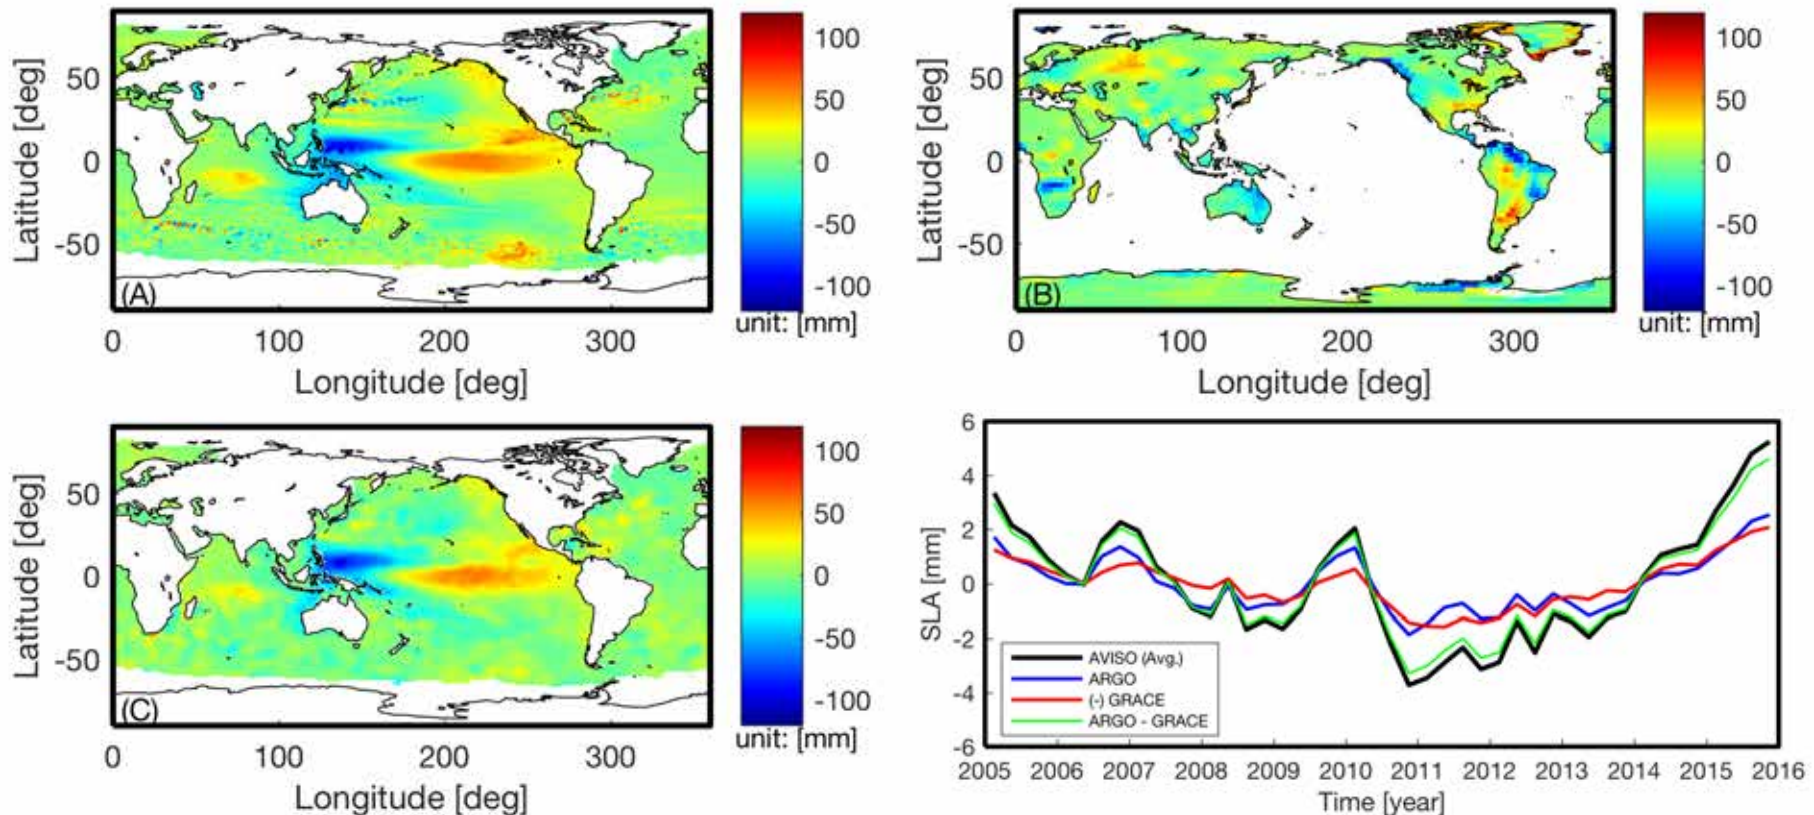 Latitude [deg]
50
0
-50
(A)
100
50
0
-50
-100
unit: [mm]
0
100
200
300
Longitude [deg]
Latitude [deg]
50
0
-50
(B)
100
50
0
-50
-100
unit: [mm]
0
100
200
300
Longitude [deg]
Latitude [deg]
50
0
-50
(C)
100
50
0
-50
-100
unit: [mm]
0
100
200
300
Longitude [deg]
SLA [mm]
6
4
2
0
-2
-4
-6
AVISO (Avg.)
ARGO
(-) GRACE
ARGO - GRACE
2005 2006 2007 2008 2009 2010 2011 2012 2013 2014 2015 2016
Time [year]